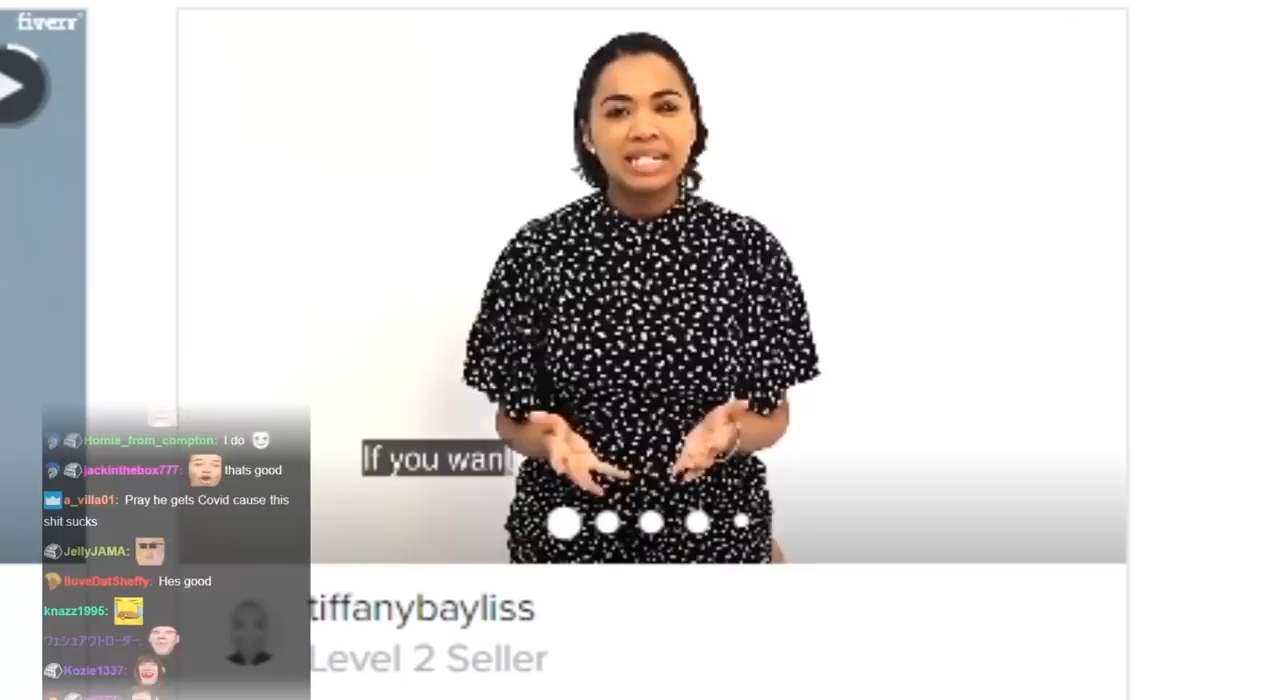 fiverr
If you want
Homie_from_compton: I do
jackinthebox777: thats good
a_villa01: Pray he gets Covid cause this
shit sucks
JellyJAMA:
IloveDatSheffy: Hes good
knazz1995:
ウェシュアウトローダー:
Kozie1337:
tiffanybayliss
Level 2 Seller